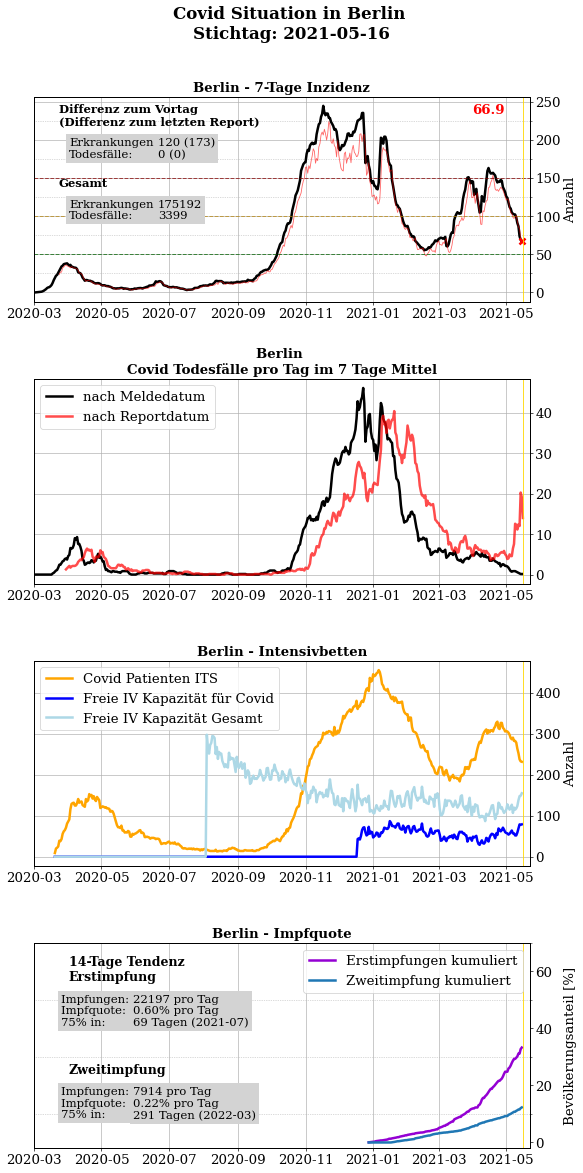 Covid Situation in Berlin
Stichtag: 2021-05-16
Berlin - 7-Tage Inzidenz
Differenz zum Vortag
(Differenz zum letzten Report)
Erkrankungen 120 (173)
Todesfälle: 0 (0)
Gesamt
Erkrankungen 175192
Todesfälle: 3399
66.9
250
200
150
100
50
0
Anzahl
2020-03 2020-05 2020-07 2020-09 2020-11 2021-01 2021-03 2021-05
Berlin
Covid Todesfälle pro Tag im 7 Tage Mittel
nach Meldedatum
nach Reportdatum
40
30
20
10
0
2020-03 2020-05 2020-07 2020-09 2020-11 2021-01 2021-03 2021-05
Berlin - Intensivbetten
Covid Patienten ITS
Freie IV Kapazität für Covid
Freie IV Kapazität Gesamt
400
300
200
100
0
Anzahl
2020-03 2020-05 2020-07 2020-09 2020-11 2021-01 2021-03 2021-05
Berlin - Impfquote
14-Tage Tendenz
Erstimpfung
Impfungen: 22197 pro Tag
Impfquote: 0.60% pro Tag
75% in: 69 Tagen (2021-07)
Zweitimpfung
Impfungen: 7914 pro Tag
Impfquote: 0.22% pro Tag
75% in: 291 Tagen (2022-03)
Erstimpfungen kumuliert
Zweitimpfung kumuliert
60
40
20
0
Bevölkerungsanteil [%]
2020-03 2020-05 2020-07 2020-09 2020-11 2021-01 2021-03 2021-05